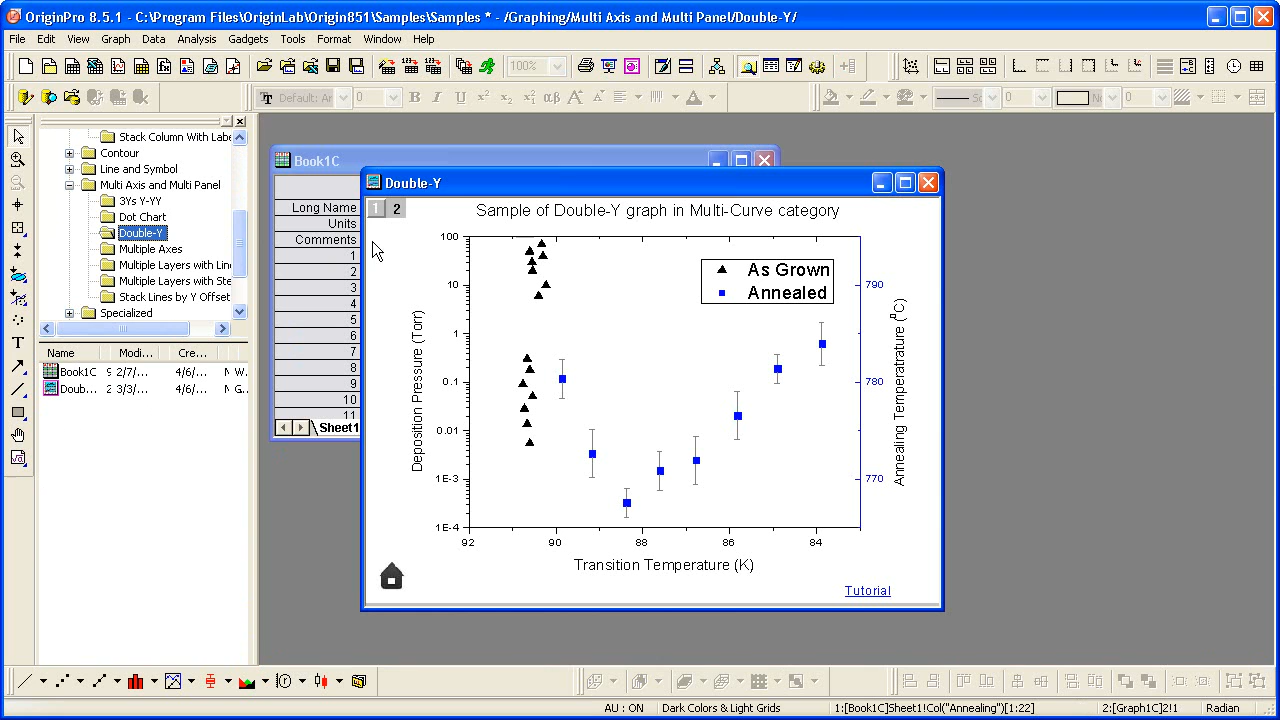 OriginPro 8.5.1 - C:\Program Files\OriginLab\Origin851\Samples\Samples * - /Graphing/Multi Axis and Multi Panel/Double-Y/
File Edit View Graph Data Analysis Gadgets Tools Format Window Help
100%
Default: Ar 0 B I U αβ A A 0 0
Stack Column With Labe
Contour
Line and Symbol
Multi Axis and Multi Panel
3Ys Y-YY
Dot Chart
Double-Y
Multiple Axes
Multiple Layers with Line
Multiple Layers with Ste
Stack Lines by Y Offset
Specialized
Name Modi... Cre...
Book1C 9 2/7/... 4/6/... W.
Doub... 2 3/3/... 4/6/... G.
Book1C
Long Name
Units
Comments
1
2
3
4
5
6
7
8
9
10
11
Sheet1
Double-Y
1 2
Sample of Double-Y graph in Multi-Curve category
As Grown
Annealed
Deposition Pressure (Torr)
100
10
1
0.1
0.01
1E-3
1E-4
790
780
770
Annealing Temperatrature (°C)
92 90 88 86 84
Transition Temperature (K)
Tutorial
AU : ON Dark Colors & Light Grids 1:[Book1C]Sheet1!Col("Annealing")[1:22] 2:[Graph1C]2!1 Radian